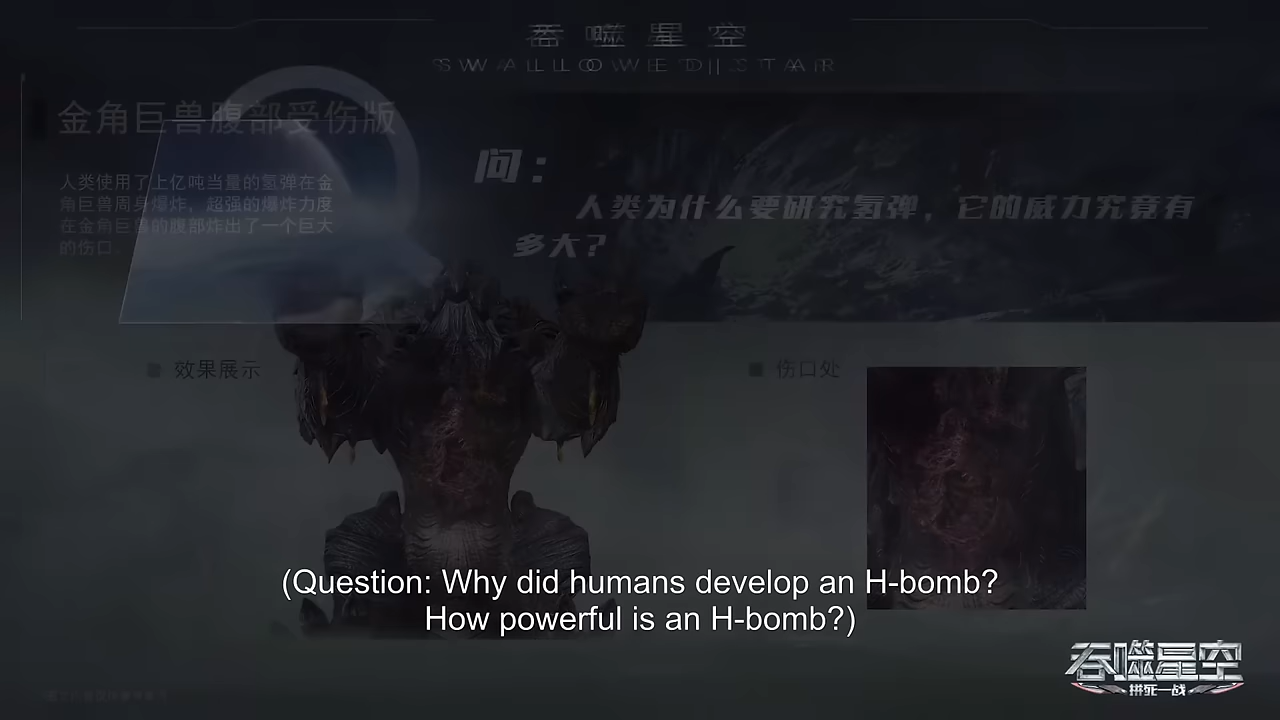 吞噬星空
SWALLOWED STAR
金角巨兽腹部受伤版
人类使用了上亿吨当量的氢弹在金
角巨兽周身爆炸，超强的爆炸力度
在金角巨兽的腹部炸出了一个巨大
的伤口。
问：
人类为什么要研究氢弹，它的威力究竟有
多大？
效果展示
伤口处
(Question: Why did humans develop an H-bomb?
How powerful is an H-bomb?)
吞噬星空
拼死一战